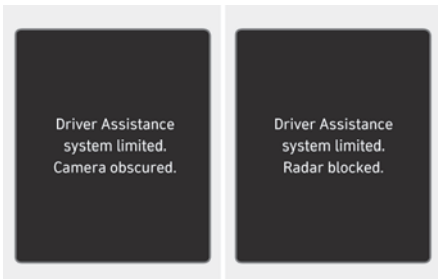 Driver Assistance
system limited.
Camera obscured.
Driver Assistance
system limited.
Radar blocked.